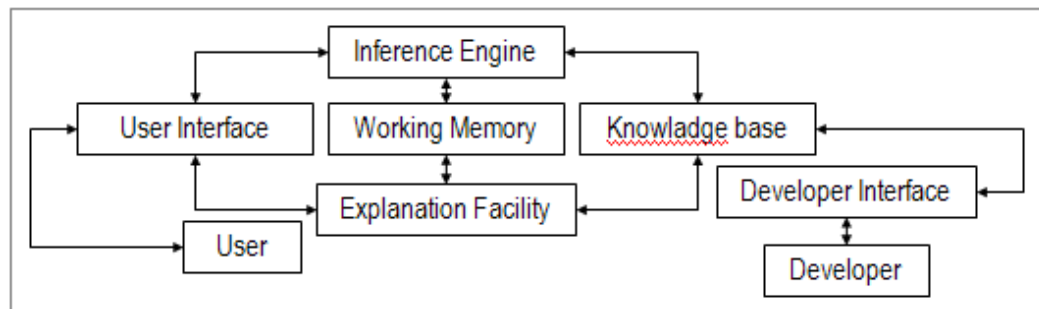 Inference Engine
User Interface
Working Memory
Knowladge base
Explanation Facility
Developer Interface
User
Developer